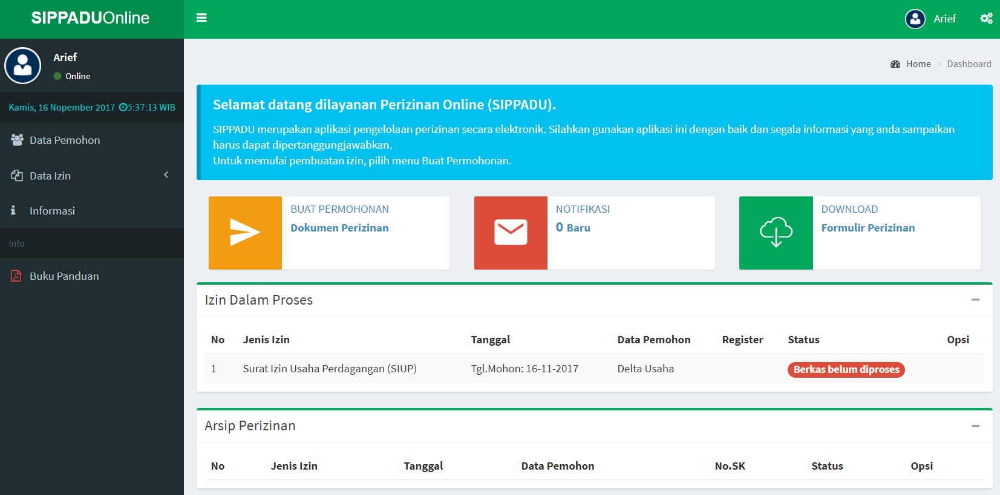 SIPPADUOnline
Arief
Arief
Online
Home > Dashboard
Kamis, 16 Nopember 2017 5:37:13 WIB
Data Pemohon
Data Izin
Informasi
Info
Buku Panduan
Selamat datang dilayanan Perizinan Online (SIPPADU).
SIPPADU merupakan aplikasi pengelolaan perizinan secara elektronik. Silahkan gunakan aplikasi ini dengan baik dan segala informasi yang anda sampaikan
harus dapat dipertanggungjawabkan.
Untuk memulai pembuatan izin, pilih menu Buat Permohonan.
BUAT PERMOHONAN
Dokumen Perizinan
NOTIFIKASI
0 Baru
DOWNLOAD
Formulir Perizinan
Izin Dalam Proses
No Jenis Izin Tanggal Data Pemohon Register Status Opsi
1 Surat Izin Usaha Perdagangan (SIUP) Tgl.Mohon: 16-11-2017 Delta Usaha Berkas belum diproses
Arsip Perizinan
No Jenis Izin Tanggal Data Pemohon No.SK Status Opsi